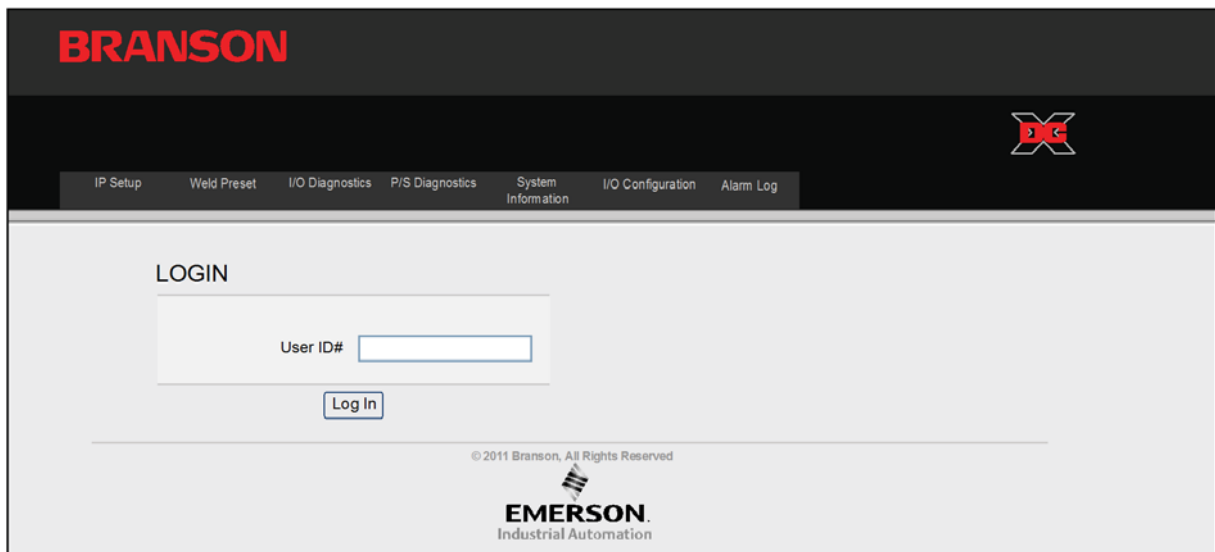 BRANSON
DCX
IP Setup
Weld Preset
I/O Diagnostics
P/S Diagnostics
System
Information
I/O Configuration
Alarm Log
LOGIN
User ID#
Log In
© 2011 Branson, All Rights Reserved
EMERSON.
Industrial Automation